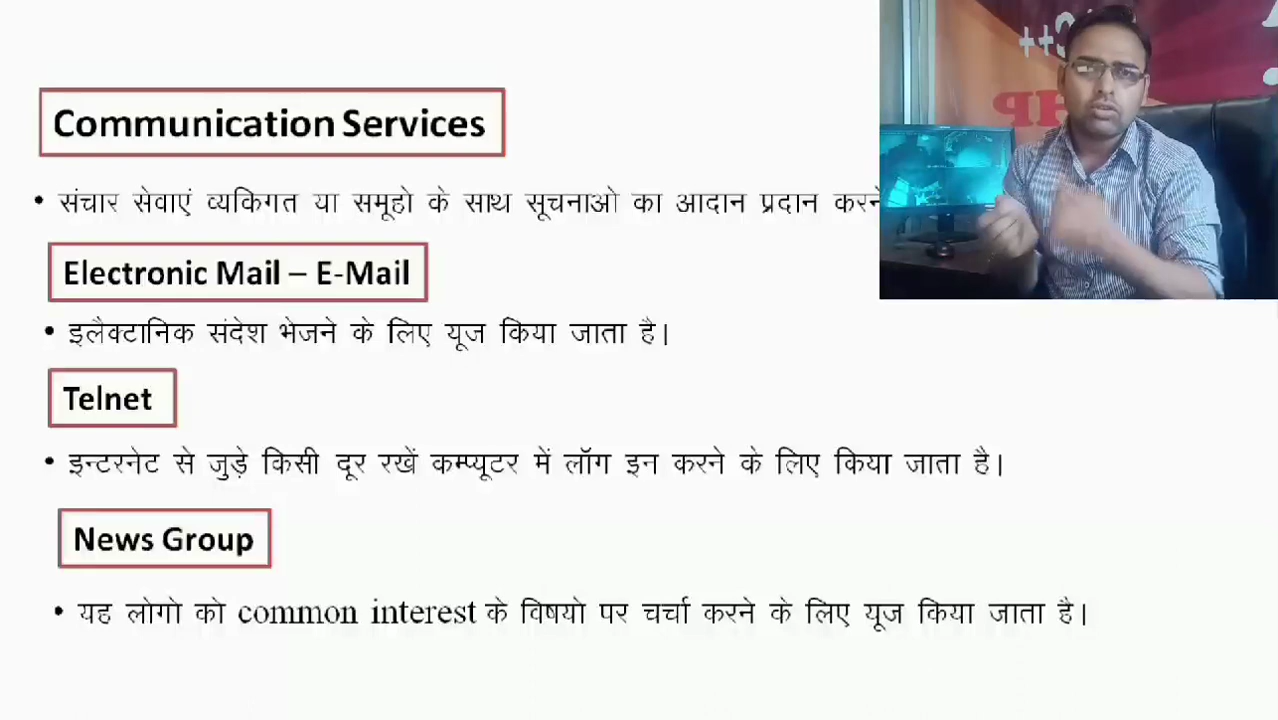 Communication Services
• संचार सेवाएं व्यकिगत या समूहो के साथ सूचनाओ का आदान प्रदान करने
Electronic Mail – E-Mail
• इलैक्टानिक संदेश भेजने के लिए यूज किया जाता है।
Telnet
• इन्टरनेट से जुड़े किसी दूर रखें कम्प्यूटर में लॉग इन करने के लिए किया जाता है।
News Group
• यह लोगो को common interest के विषयो पर चर्चा करने के लिए यूज किया जाता है।